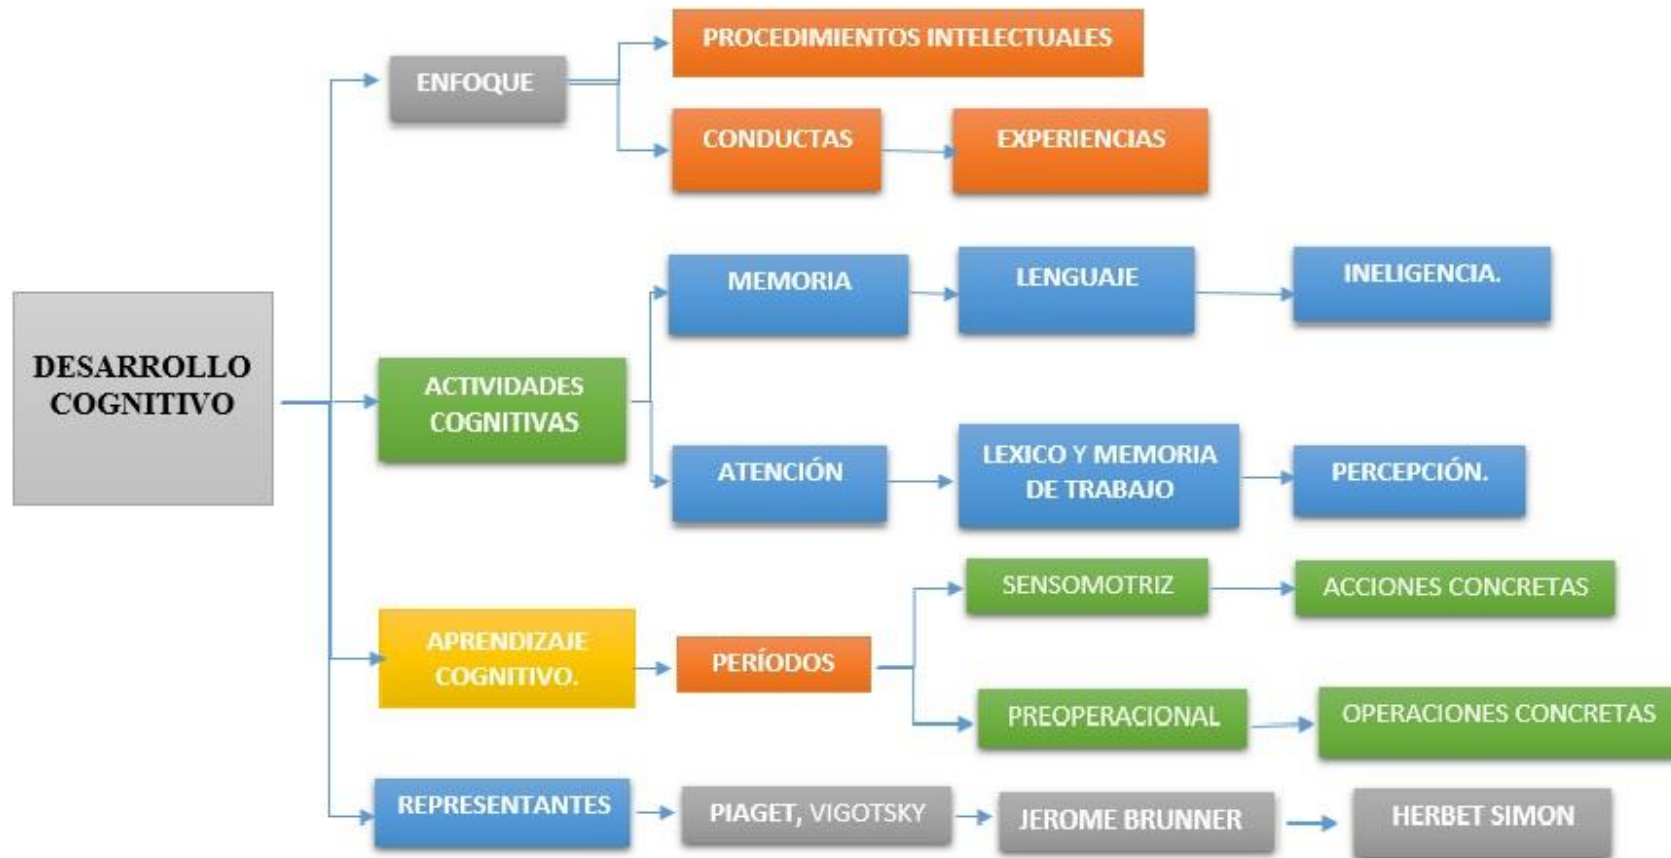 PROCEDIMIENTOS INTELECTUALES
ENFOQUE
CONDUCTAS
EXPERIENCIAS
MEMORIA
LENGUAJE
INELIGENCIA.
DESARROLLO
COGNITIVO
ACTIVIDADES
COGNITIVAS
ATENCIÓN
LEXICO Y MEMORIA
DE TRABAJO
PERCEPCIÓN.
SENSOMOTRIZ
ACCIONES CONCRETAS
APRENDIZAJE
COGNITIVO.
PERÍODOS
PREOPERACIONAL
OPERACIONES CONCRETAS
REPRESENTANTES
PIAGET, VIGOTSKY
JEROME BRUNNER
HERBET SIMON